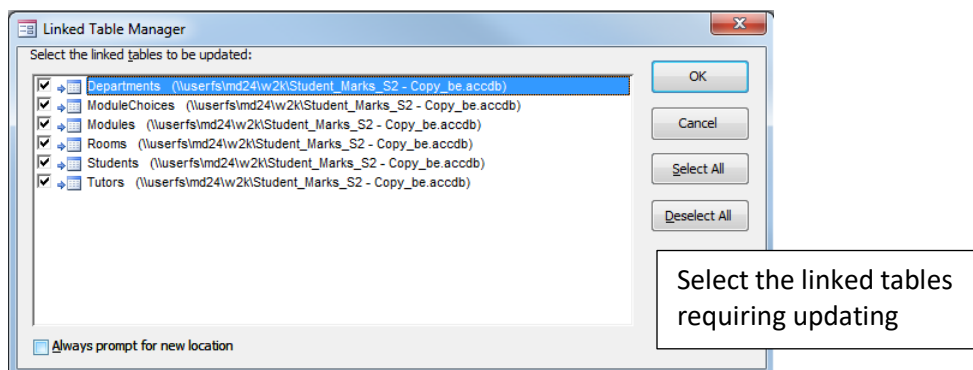 Linked Table Manager
Select the linked tables to be updated:
Departments (\\userfs\md24\w2k\Student_Marks_S2 - Copy_be.accdb)
ModuleChoices (\\userfs\md24\w2k\Student_Marks_S2 - Copy_be.accdb)
Modules (\\userfs\md24\w2k\Student_Marks_S2 - Copy_be.accdb)
Rooms (\\userfs\md24\w2k\Student_Marks_S2 - Copy_be.accdb)
Students (\\userfs\md24\w2k\Student_Marks_S2 - Copy_be.accdb)
Tutors (\\userfs\md24\w2k\Student_Marks_S2 - Copy_be.accdb)
OK
Cancel
Select All
Deselect All
Always prompt for new location
Select the linked tables
requiring updating